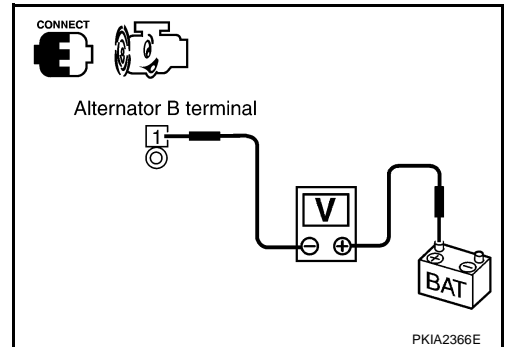 CONNECT
Alternator B terminal
1
V
− +
+ −
BAT
PKIA2366E